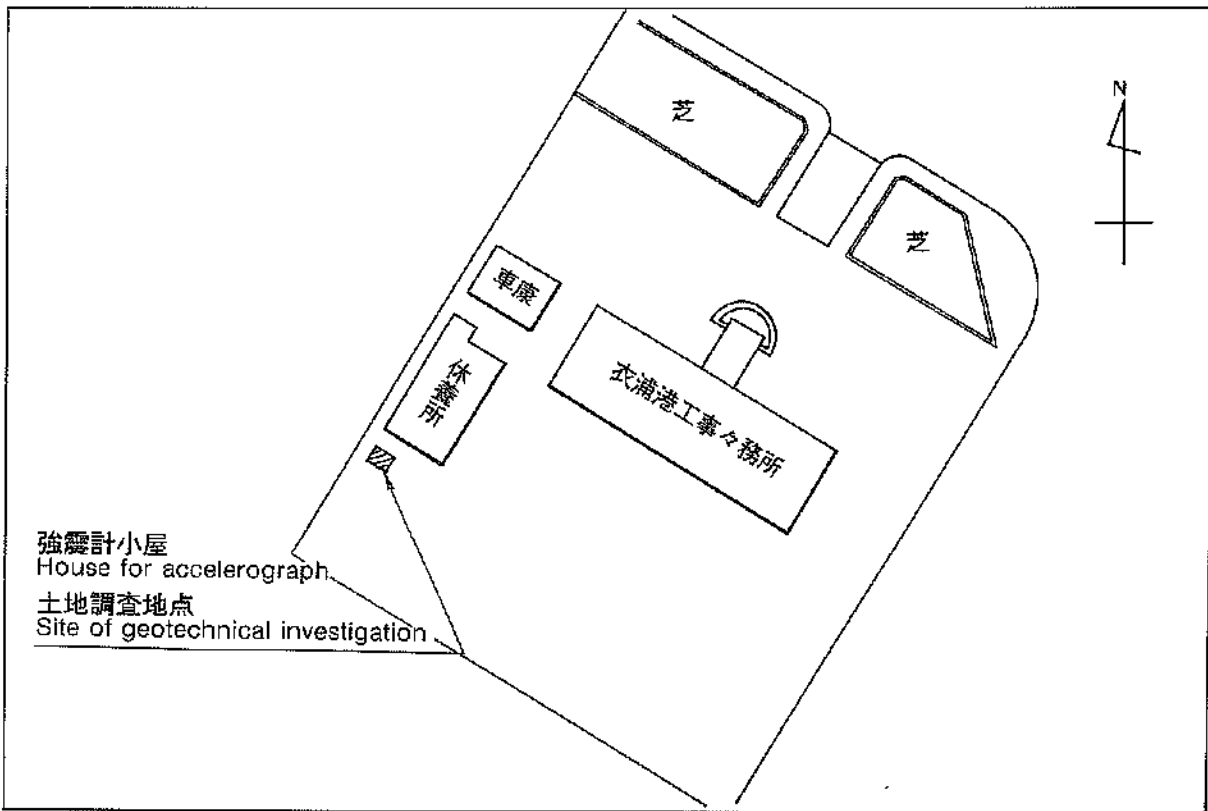 N
芝
芝
車康
休養所
衣浦港工事々務所
強震計小屋
House for accelerograph
土地調査地点
Site of geotechnical investigation